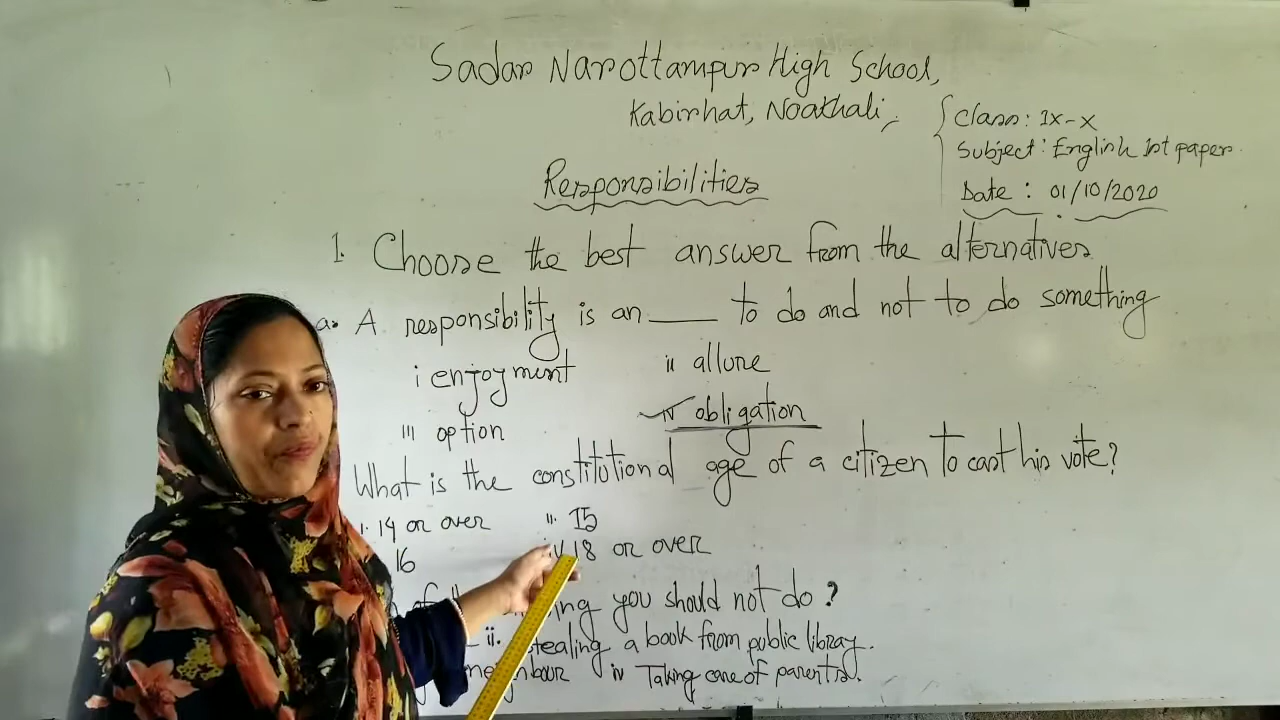 Sadar Narottampur High School,
Kabirhat, Noakhali,
Class: IX-X
Subject: English 1st paper
Date: 01/10/2020
Responsibilities
1. Choose the best answer from the alternatives
a. A responsibility is an ____ to do and not to do something
i enjoyment ii allure
iii option iv obligation
What is the constitutional age of a citizen to cast his vote?
i. 14 or over ii. 15
16 iv 18 or over
you should not do?
ii. stealing a book from public library.
neighbour iv Taking care of parents.